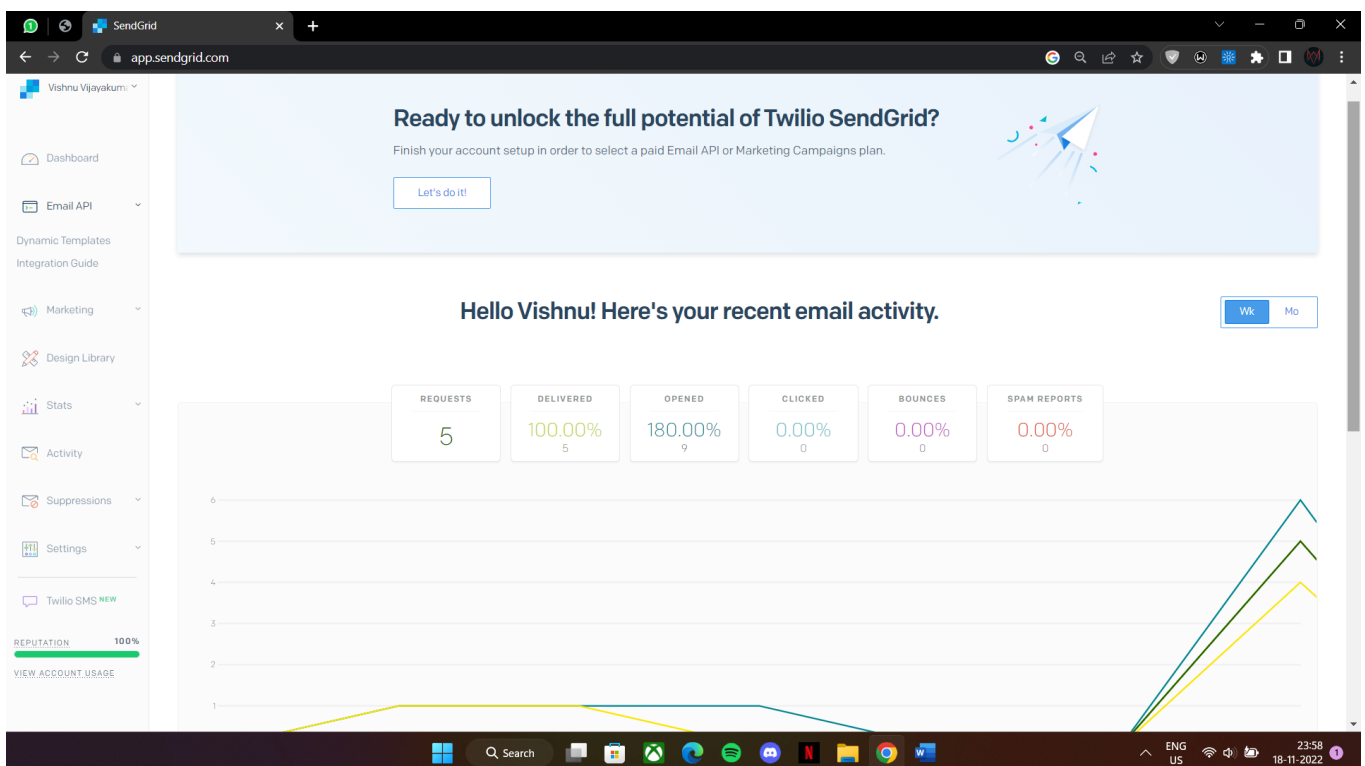 SendGrid
app.sendgrid.com
Vishnu Vijayakum
Dashboard
Email API
Dynamic Templates
Integration Guide
Marketing
Design Library
Stats
Activity
Suppressions
Settings
Twilio SMS NEW
REPUTATION 100%
VIEW ACCOUNT USAGE
Ready to unlock the full potential of Twilio SendGrid?
Finish your account setup in order to select a paid Email API or Marketing Campaigns plan.
Let's do it!
Hello Vishnu! Here's your recent email activity.
Wk Mo
REQUESTS DELIVERED OPENED CLICKED BOUNCES SPAM REPORTS
5 100.00% 180.00% 0.00% 0.00% 0.00%
5 9 0 0 0
6
5
4
3
2
1
Search
ENG
US
23:58
18-11-2022
1